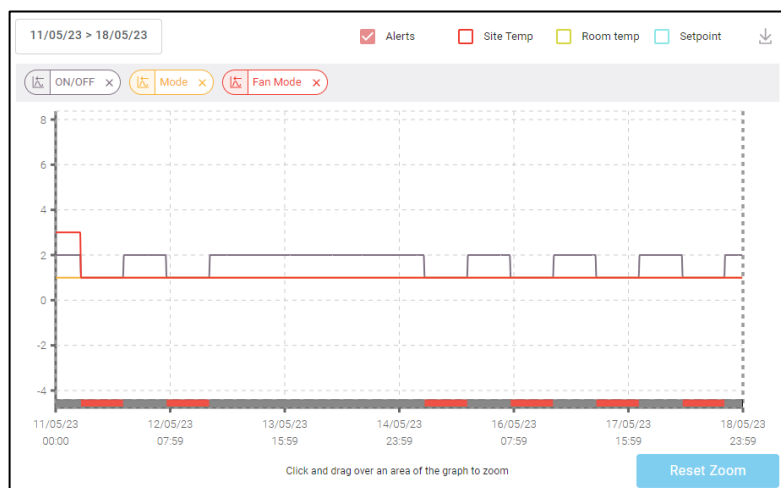 11/05/23 > 18/05/23
Alerts
Site Temp
Room temp
Setpoint
ON/OFF ×
Mode ×
Fan Mode ×
8
6
4
2
0
-2
-4
11/05/23 12/05/23 13/05/23 14/05/23 16/05/23 17/05/23 18/05/23
00:00 07:59 15:59 23:59 07:59 15:59 23:59
Click and drag over an area of the graph to zoom
Reset Zoom